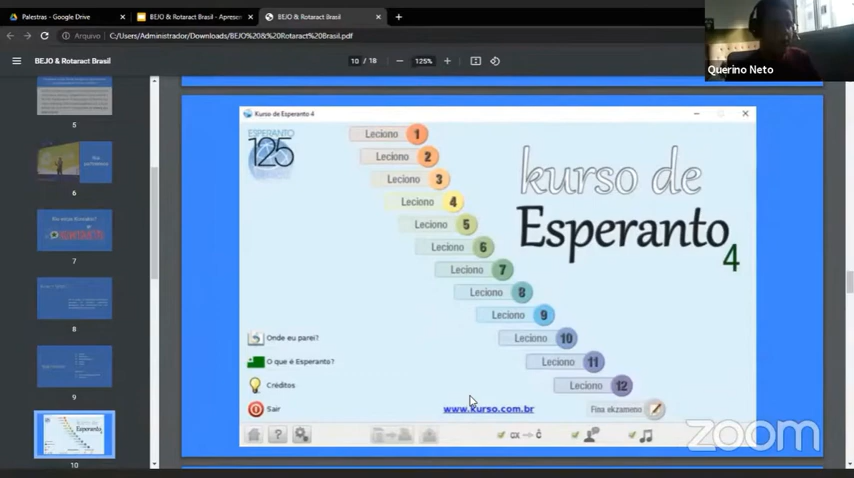 Palestras - Google Drive
BEJO & Rotaract Brasil - Apresen
BEJO & Rotaract Brasil
Arquivo
C:/Users/Administrador/Downloads/BEJO%20&%20Rotaract%20Brasil.pdf
Querino Neto
BEJO & Rotaract Brasil
10 / 18
125%
5
6
7
8
9
10
Kurso de Esperanto 4
ESPERANTO
125
Leciono 1
Leciono 2
Leciono 3
Leciono 4
Leciono 5
Leciono 6
Leciono 7
Leciono 8
Leciono 9
Leciono 10
Leciono 11
Leciono 12
kurso de
Esperanto
4
Onde eu parei?
O que é Esperanto?
Créditos
Sair
www.kurso.com.br
Fina ekzameno
cx → ĉ
zoom